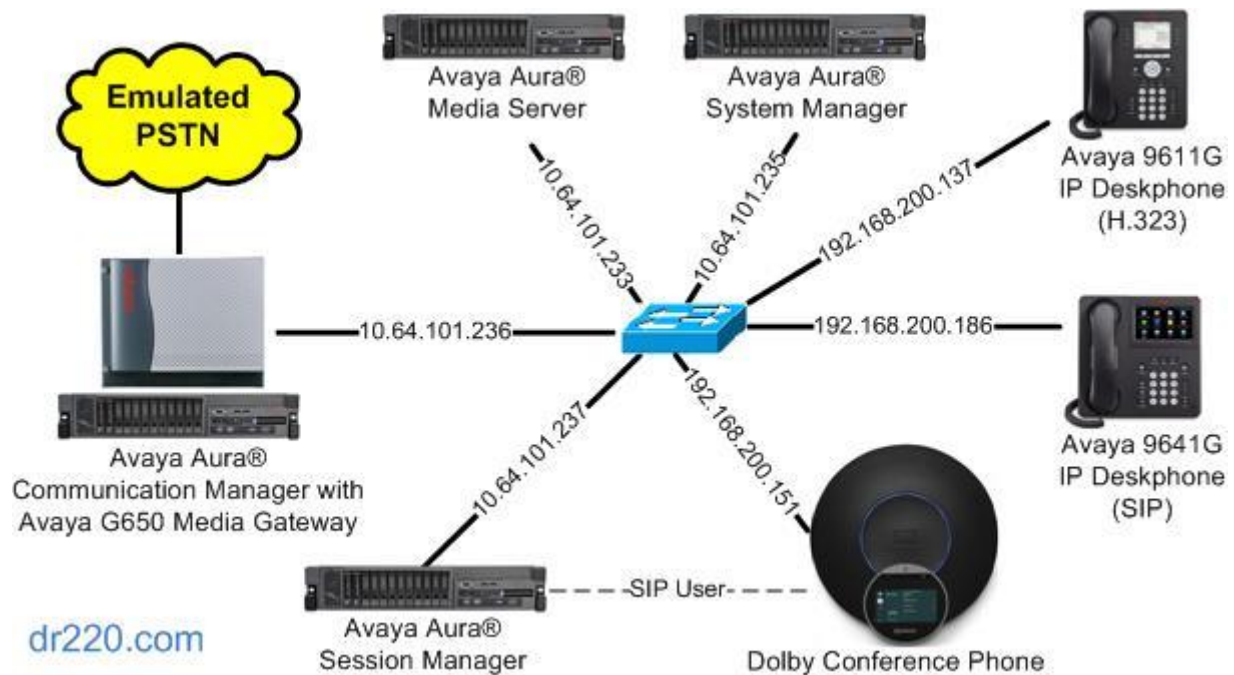 Emulated
PSTN
Avaya Aura®
Media Server
Avaya Aura®
System Manager
Avaya 9611G
IP Deskphone
(H.323)
10.64.101.233
10.64.101.235
192.168.200.137
10.64.101.236
192.168.200.186
Avaya 9641G
IP Deskphone
(SIP)
Avaya Aura®
Communication Manager with
Avaya G650 Media Gateway
10.64.101.237
192.168.200.151
SIP User
Avaya Aura®
Session Manager
Dolby Conference Phone
dr220.com